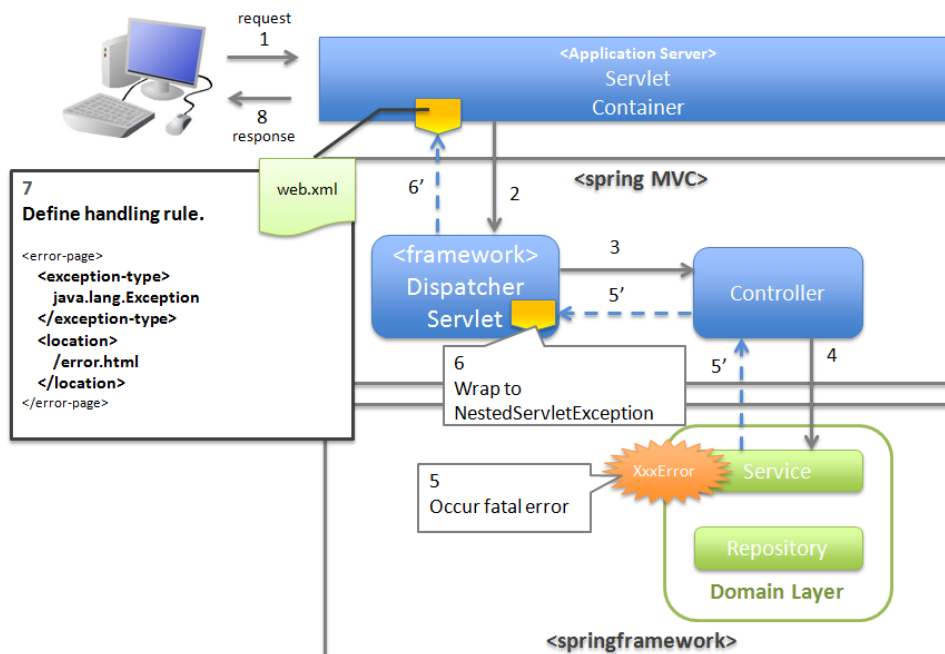 request
1
8
response
<Application Server>
Servlet
Container
web.xml
6’
2
<spring MVC>
7
Define handling rule.
<error-page>
<exception-type>
java.lang.Exception
</exception-type>
<location>
/error.html
</location>
</error-page>
<framework>
Dispatcher
Servlet
3
5’
Controller
6
Wrap to
NestedServletException
5’
4
5
Occur fatal error
XxxError
Service
Repository
Domain Layer
<springframework>